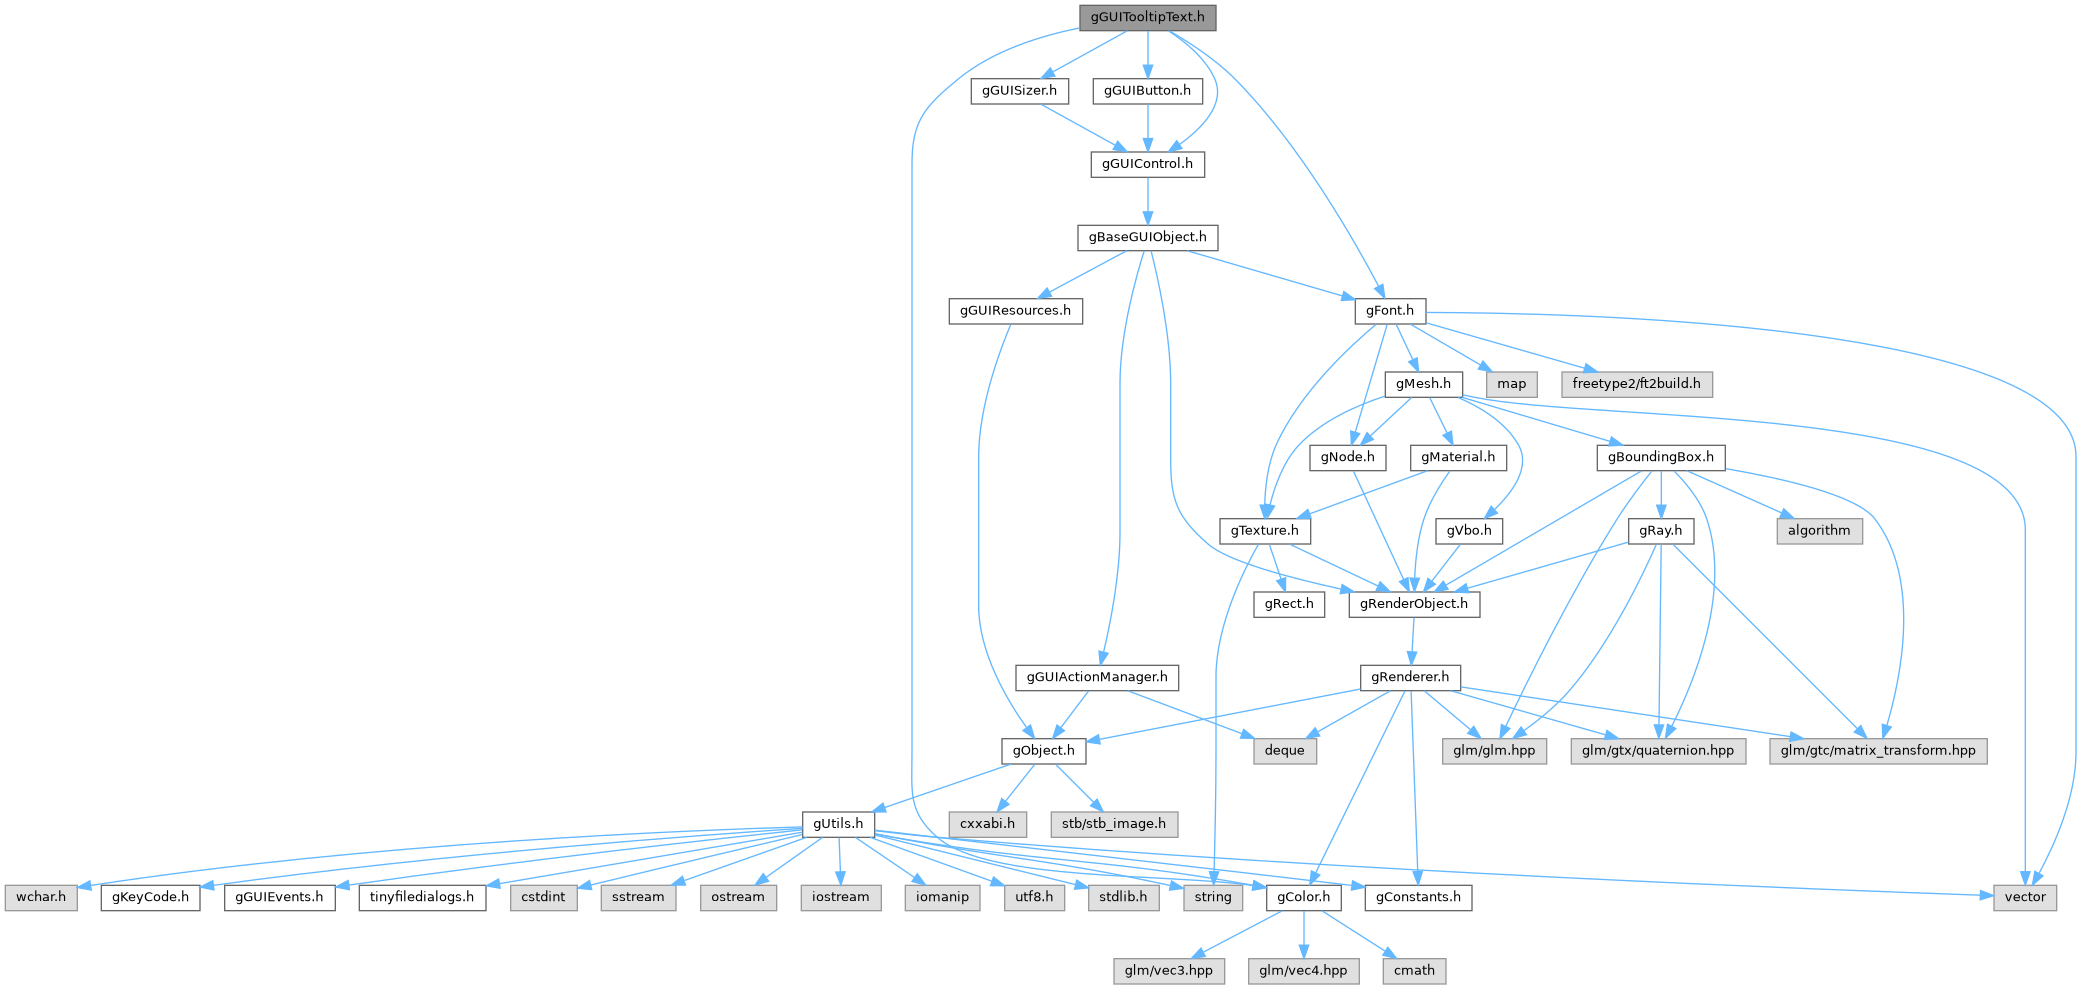 gGUITooltipText.h
gGUISizer.h
gGUIButton.h
gGUIControl.h
gBaseGUIObject.h
gGUIResources.h
gFont.h
gMesh.h
map
freetype2/ft2build.h
gNode.h
gMaterial.h
gBoundingBox.h
gTexture.h
gVbo.h
gRay.h
algorithm
gRect.h
gRenderObject.h
gGUIActionManager.h
gRenderer.h
gObject.h
deque
glm/glm.hpp
glm/gtx/quaternion.hpp
glm/gtc/matrix_transform.hpp
gUtils.h
cxxabi.h
stb/stb_image.h
wchar.h
gKeyCode.h
gGUIEvents.h
tinyfiledialogs.h
cstdint
sstream
ostream
iostream
iomanip
utf8.h
stdlib.h
string
gColor.h
gConstants.h
vector
glm/vec3.hpp
glm/vec4.hpp
cmath